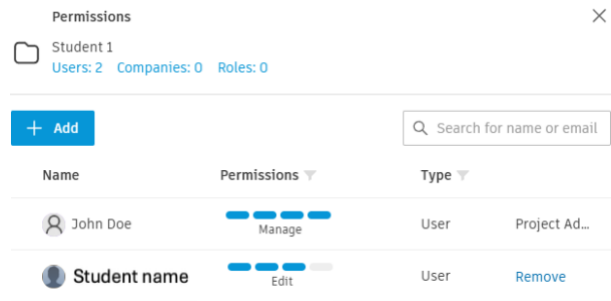 Permissions
Student 1
Users: 2 Companies: 0 Roles: 0
+ Add
Search for name or email
Name Permissions Type
John Doe Manage User Project Ad...
Student name Edit User Remove